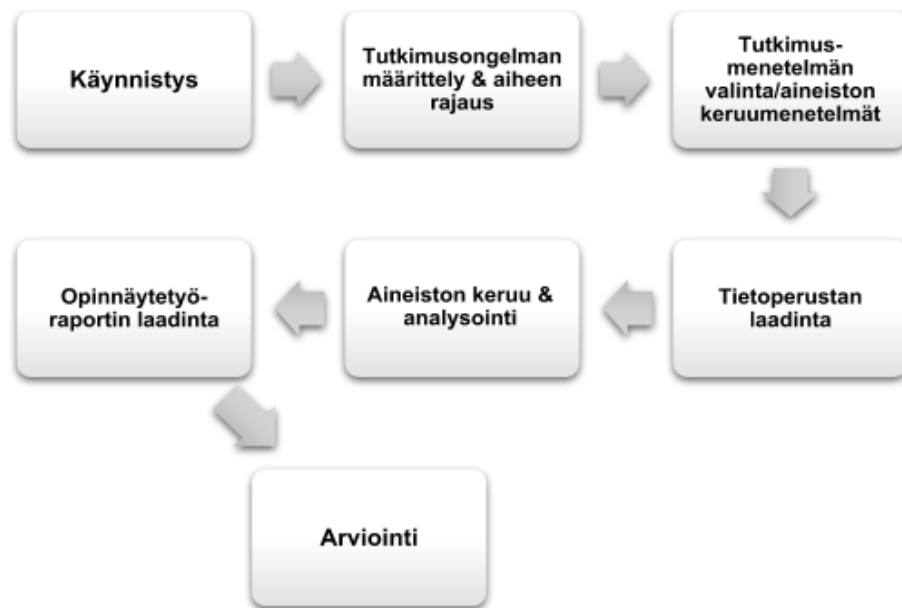 Käynnistys
Tutkimusongelman
määrittely & aiheen
rajaus
Tutkimus-
menetelmän
valinta/aineiston
keruumenetelmät
Tietoperustan
laadinta
Aineiston keruu &
analysointi
Opinnäytetyö-
raportin laadinta
Arviointi